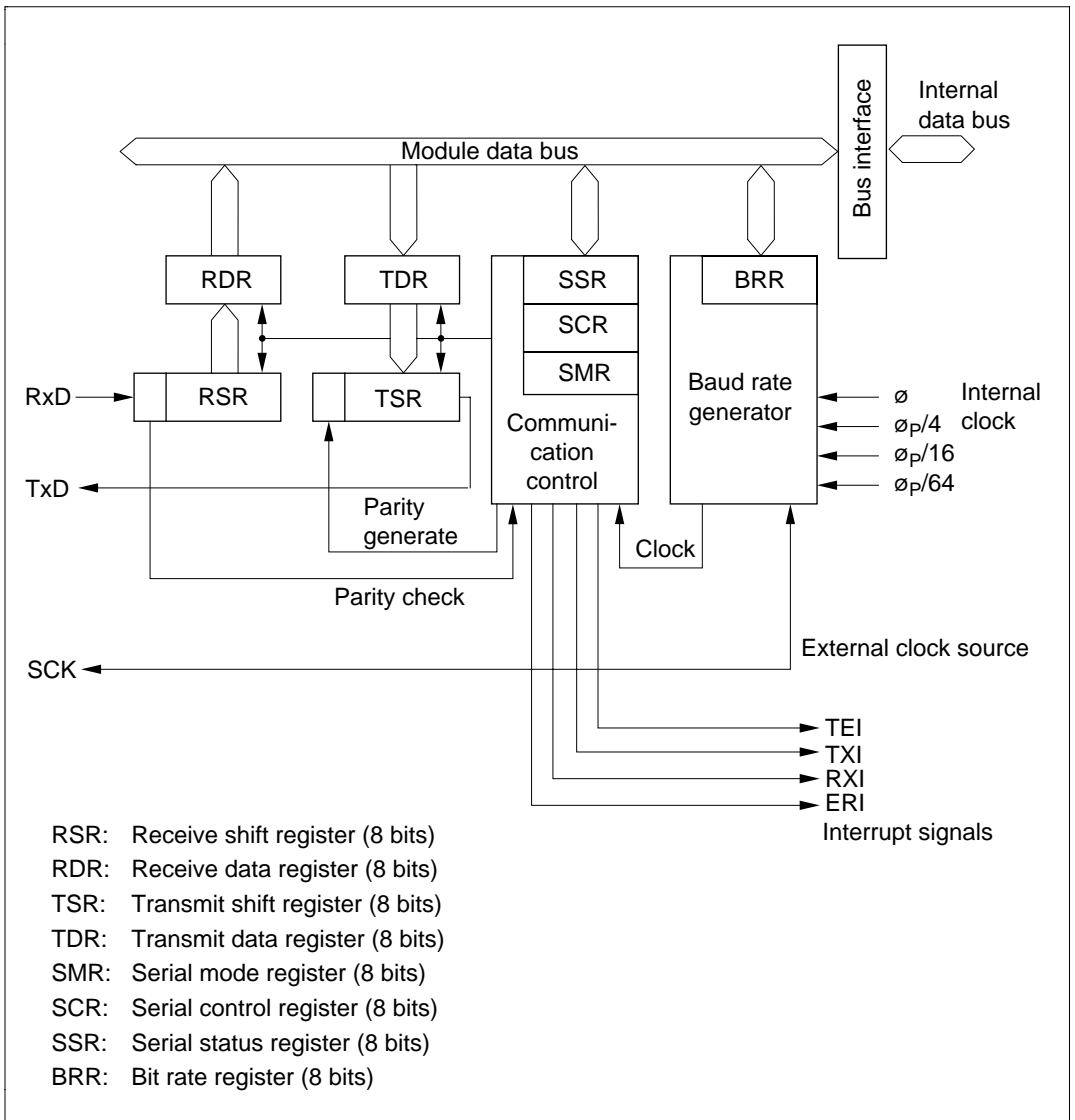 Bus interface
Internal
data bus
Module data bus
RDR
TDR
SSR
BRR
SCR
SMR
RxD
RSR
TSR
Baud rate
generator
ø
Internal
clock
øP/4
øP/16
øP/64
Communi-
cation
control
TxD
Parity
generate
Clock
Parity check
External clock source
SCK
TEI
TXI
RXI
ERI
Interrupt signals
RSR: Receive shift register (8 bits)
RDR: Receive data register (8 bits)
TSR: Transmit shift register (8 bits)
TDR: Transmit data register (8 bits)
SMR: Serial mode register (8 bits)
SCR: Serial control register (8 bits)
SSR: Serial status register (8 bits)
BRR: Bit rate register (8 bits)